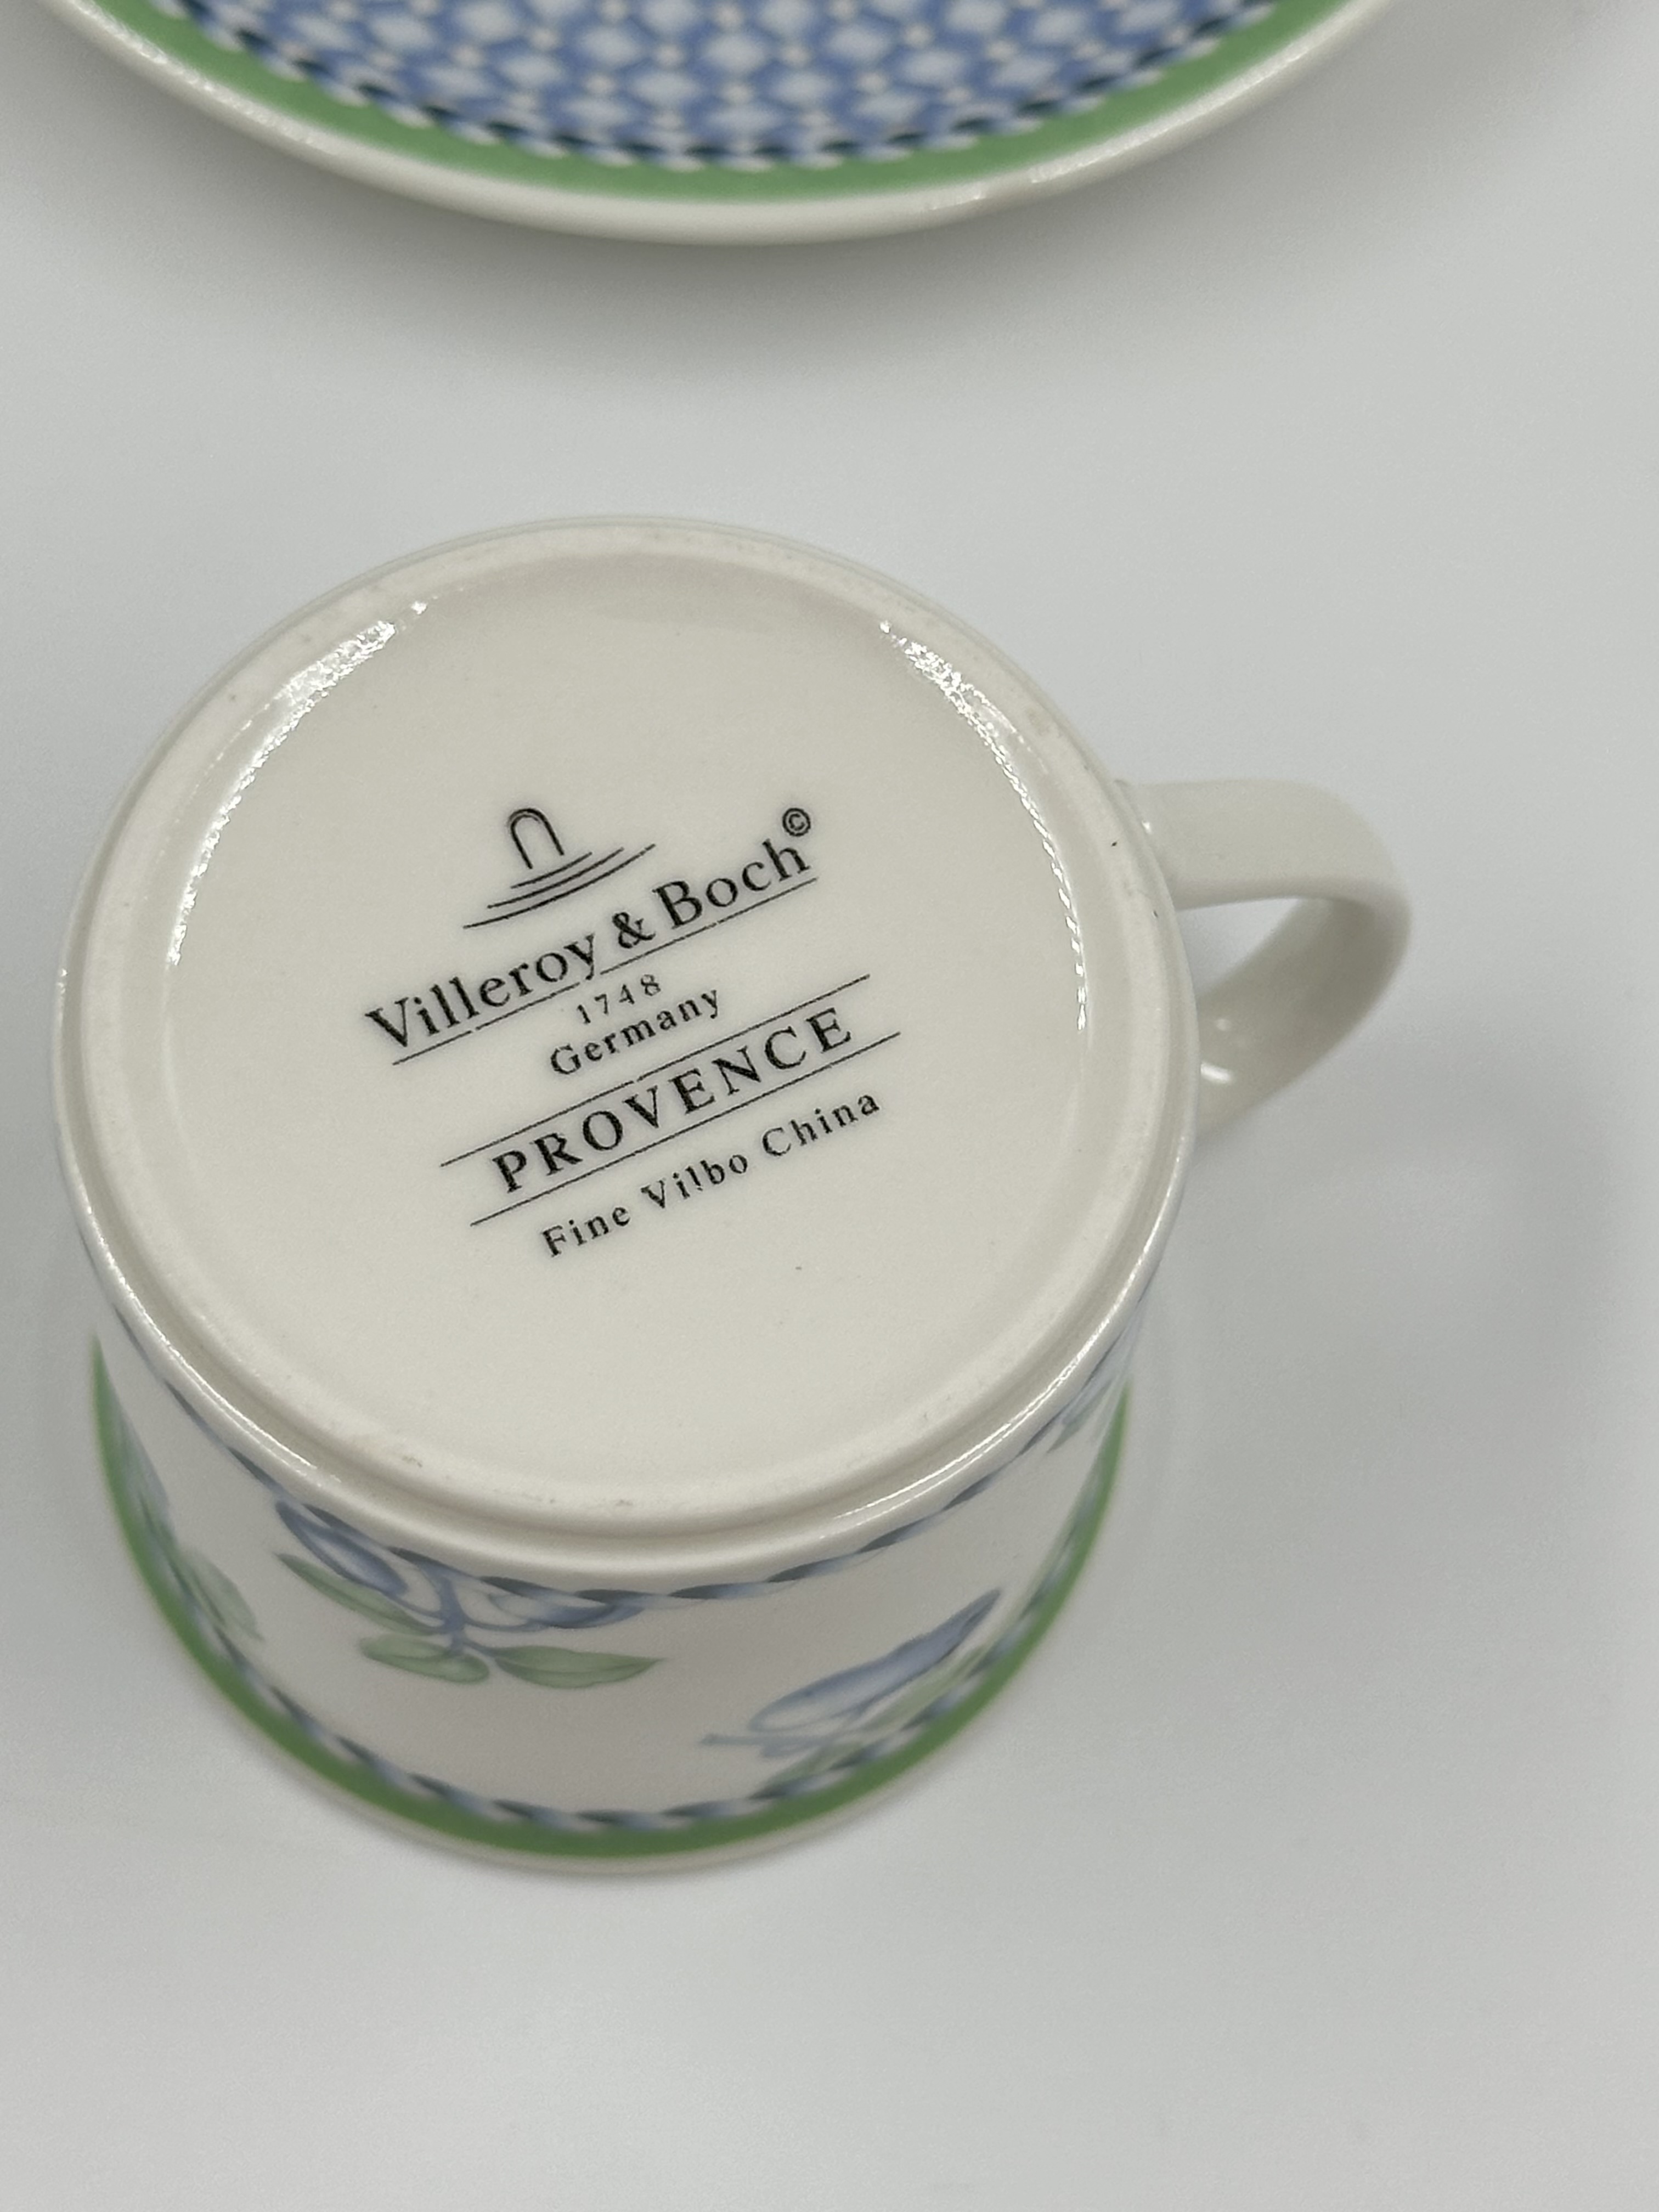 Villeroy & Boch©
1748
Germany
PROVENCE
Fine Vilbo China